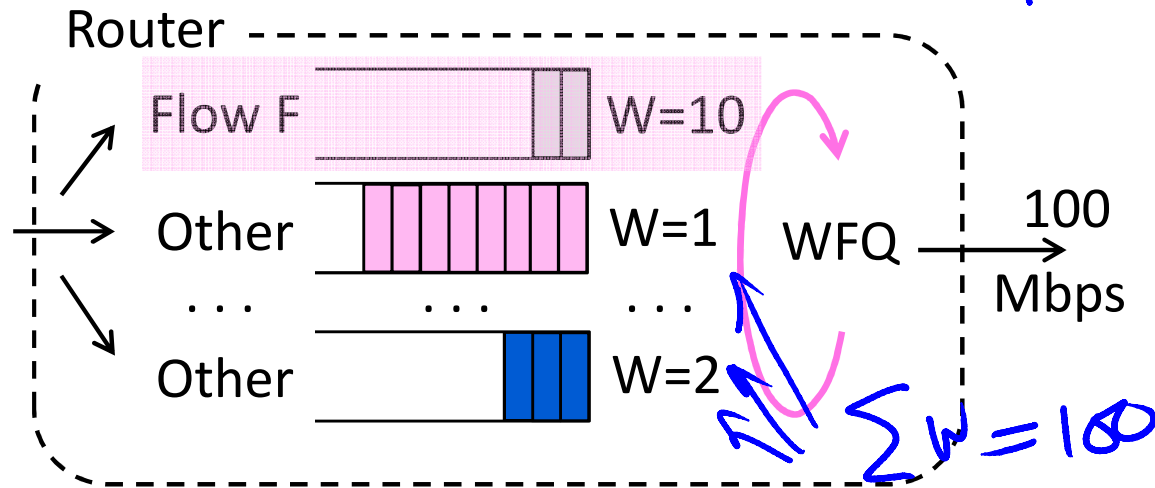 Router
Flow F W=10
Other W=1
WFQ
100
Mbps
. . . . . . . . .
Other W=2
∑w=100